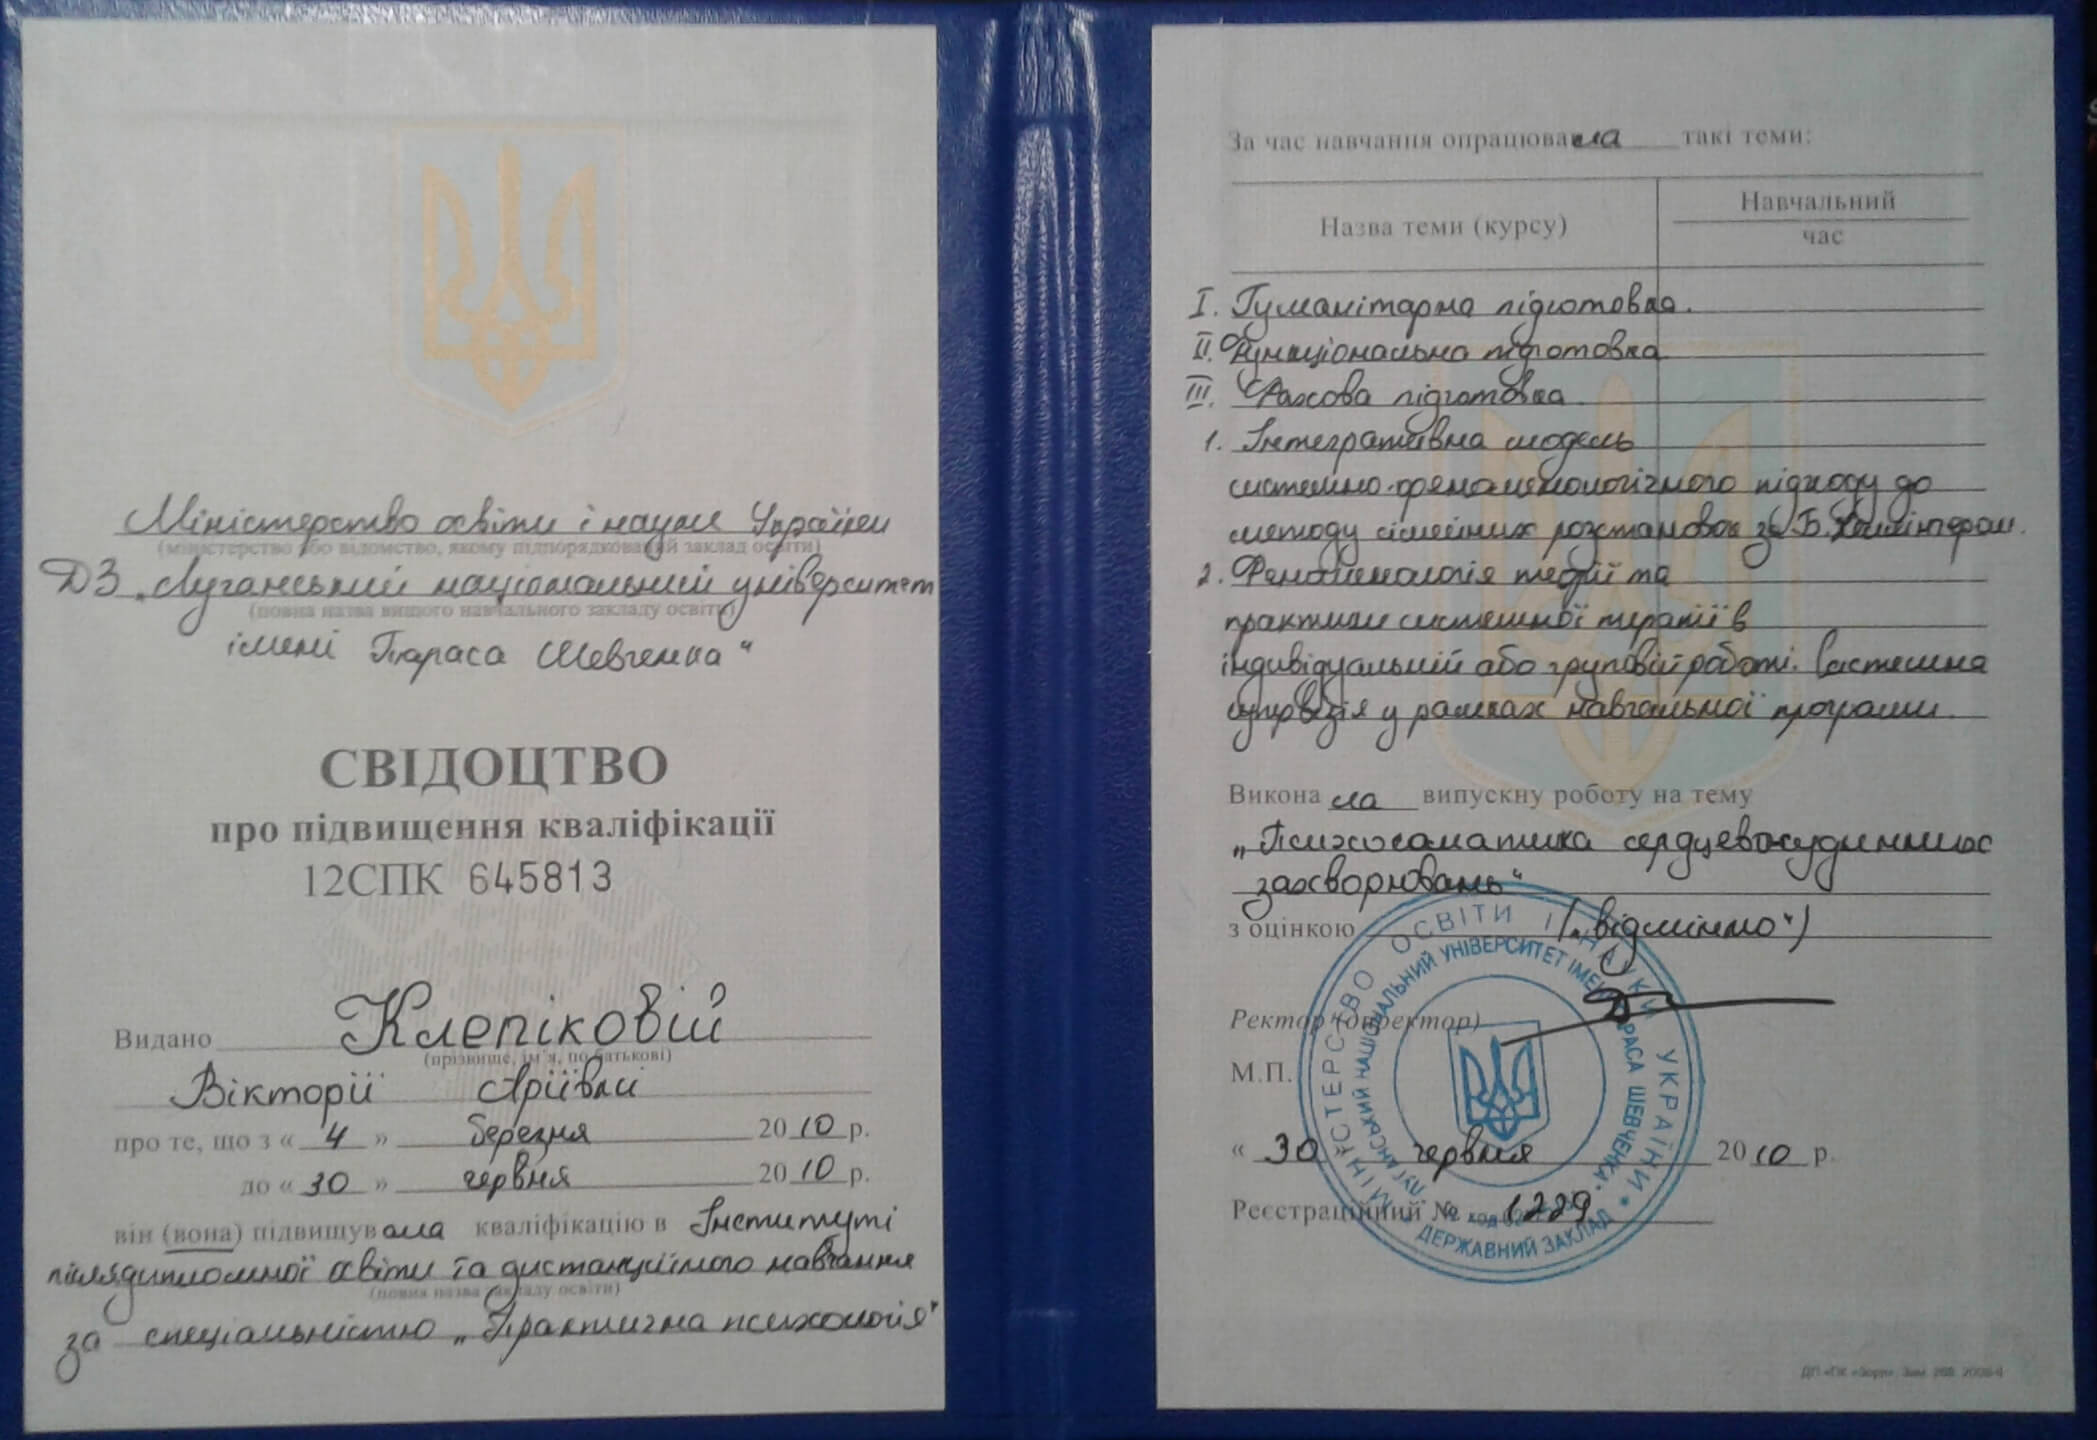 Міністерство освіти і науки України
(міністерство або відомство, якому підпорядкований заклад освіти)
ДЗ „Луганський національний університет
(повна назва вищого навчального закладу освіти)
імені Тараса Шевченка“
СВІДОЦТВО
про підвищення кваліфікації
12СПК 645813
Видано Клепіковій
(прізвище, ім'я, по батькові)
Вікторії Аріївні
про те, що з « 4 » березня 2010 р.
до « 30 » червня 2010 р.
він (вона) підвищувала кваліфікацію в Інституті
післядипломної освіти та дистанційного навчання
(повна назва закладу освіти)
за спеціальністю „Практична психологія“
За час навчання опрацювала такі теми:
Назва теми (курсу)
Навчальний
час
I. Гуманітарна підготовка.
II. Функціональна підготовка
III. Фахова підготовка.
1. Інтегративна модель
системно-феноменологічного підходу до
методу сімейних розстановок за Б. Хеллінгером.
2. Феноменологія теорії та
практики системної терапії в
індивідуальній або груповій роботі. Системна
супервізія у рамках навчальної програми.
Виконала випускну роботу на тему
„Психосоматика серцевосудинних
захворювань“
з оцінкою („відмінно“)
Ректор (директор)
М.П.
« 30 червня 2010 р.
Реєстраційний № 1229
МІНІСТЕРСТВО ОСВІТИ І НАУКИ УКРАЇНИ
ЛУГАНСЬКИЙ НАЦІОНАЛЬНИЙ УНІВЕРСИТЕТ ІМЕНІ ТАРАСА ШЕВЧЕНКА
ДЕРЖАВНИЙ ЗАКЛАД